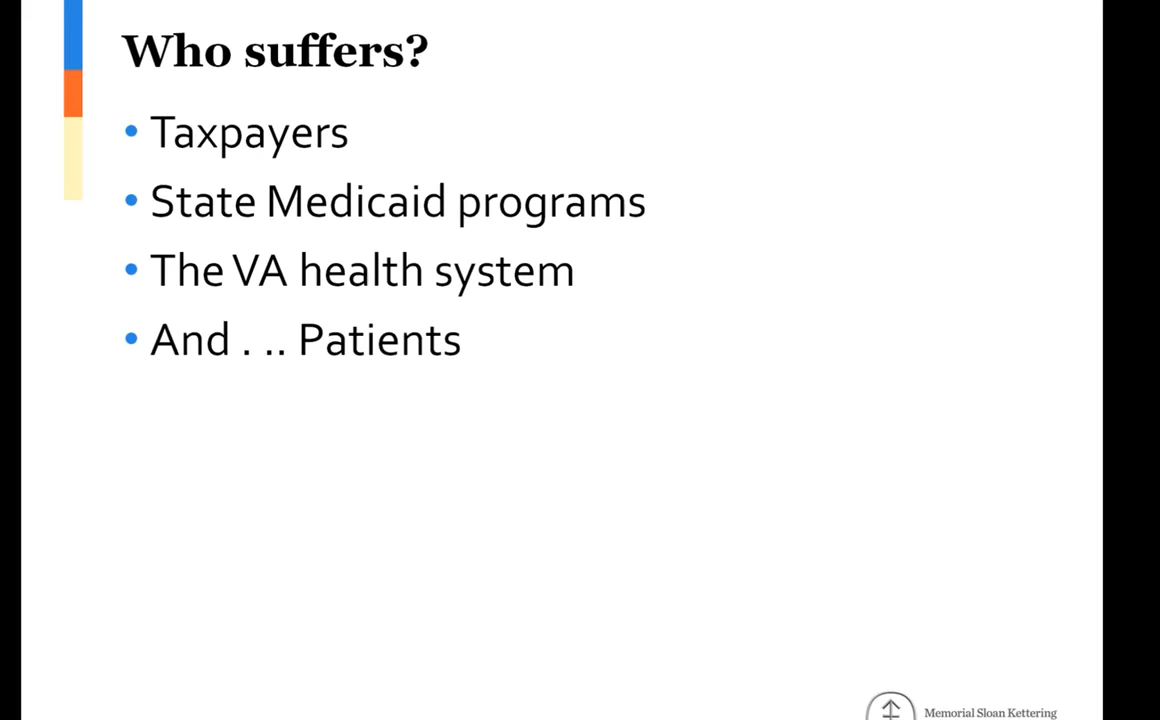 Who suffers?
• Taxpayers
• State Medicaid programs
• The VA health system
• And . .. Patients
Memorial Sloan Kettering